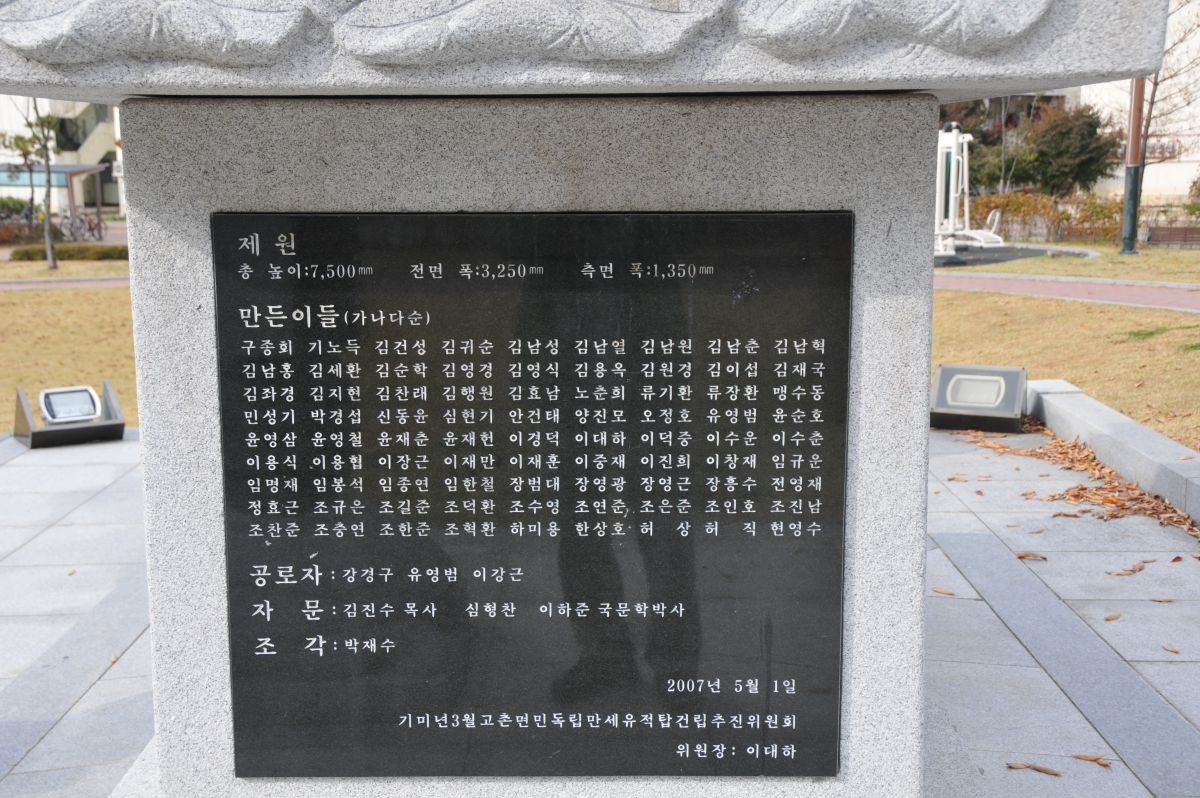 제 원
총 높이:7,500㎜ 전면 폭:3,250㎜ 측면 폭:1,350㎜
만든이들(가나다순)
구종회 기노득 김건성 김귀순 김남성 김남열 김남원 김남춘 김남혁
김남홍 김세환 김순학 김영경 김영식 김용옥 김원경 김이섭 김재국
김좌경 김지현 김찬래 김행원 김효남 노춘희 류기환 류장환 맹수동
민성기 박경섭 신동윤 심현기 안건태 양진모 오정호 유영범 윤순호
윤영삼 윤영철 윤재춘 윤재헌 이경덕 이대하 이덕중 이수운 이수춘
이용식 이용협 이장근 이재만 이재훈 이중재 이진희 이창재 임규운
임명재 임봉석 임종연 임한철 장범대 장영광 장영근 장흥수 전영재
정효근 조규은 조길준 조덕환 조수영 조연준 조은준 조인호 조진남
조찬준 조충연 조한준 조혁환 하미용 한상호 허 상 허 직 현영수
공로자:강경구 유영범 이강근
자 문:김진수 목사 심형찬 이하준 국문학박사
조 각:박재수
2007년 5월 1일
기미년3월고촌면민독립만세유적탑건립추진위원회
위원장: 이대하